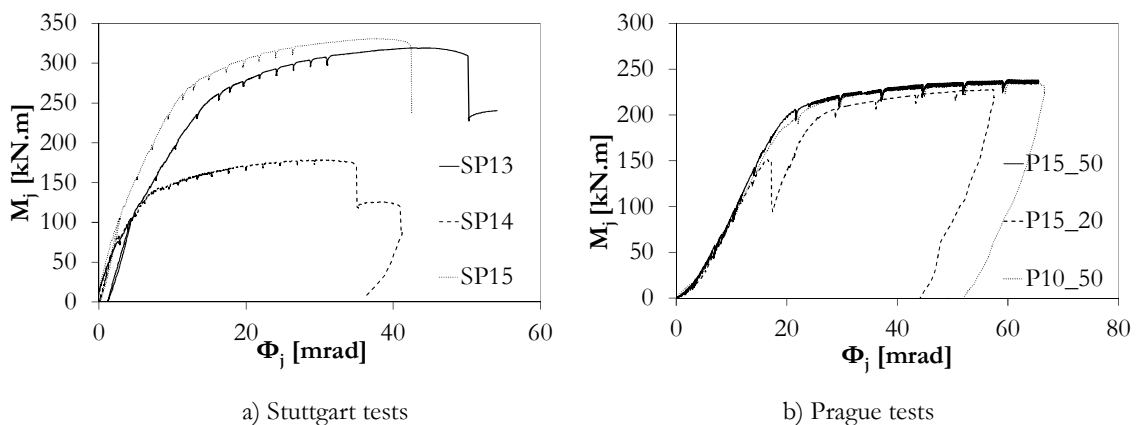 350
300
250
200
150
100
50
0
M_j [kN.m]
SP13
SP14
SP15
0 20 40 60
Φ_j [mrad]
a) Stuttgart tests
300
250
200
150
100
50
0
M_j [kN.m]
P15_50
P15_20
P10_50
0 20 40 60 80
Φ_j [mrad]
b) Prague tests